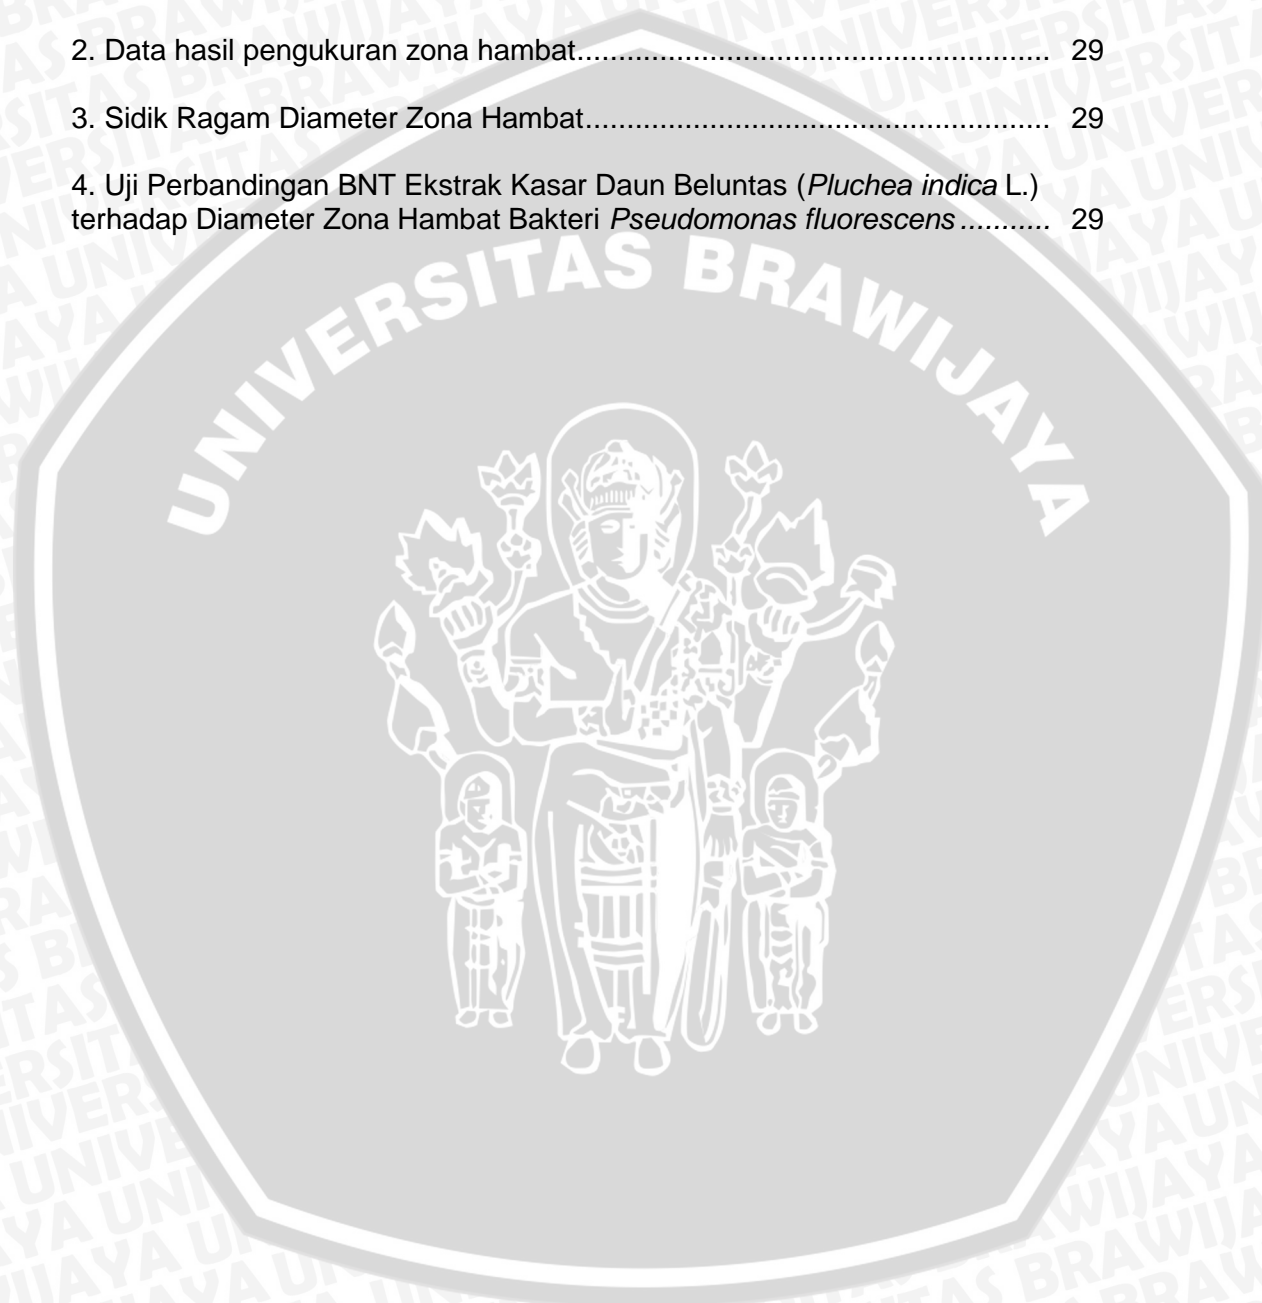 2. Data hasil pengukuran zona hambat......................................................... 29
3. Sidik Ragam Diameter Zona Hambat........................................................ 29
4. Uji Perbandingan BNT Ekstrak Kasar Daun Beluntas (Pluchea indica L.)
terhadap Diameter Zona Hambat Bakteri Pseudomonas fluorescens........... 29
UNIVERSITAS BRAWIJAYA